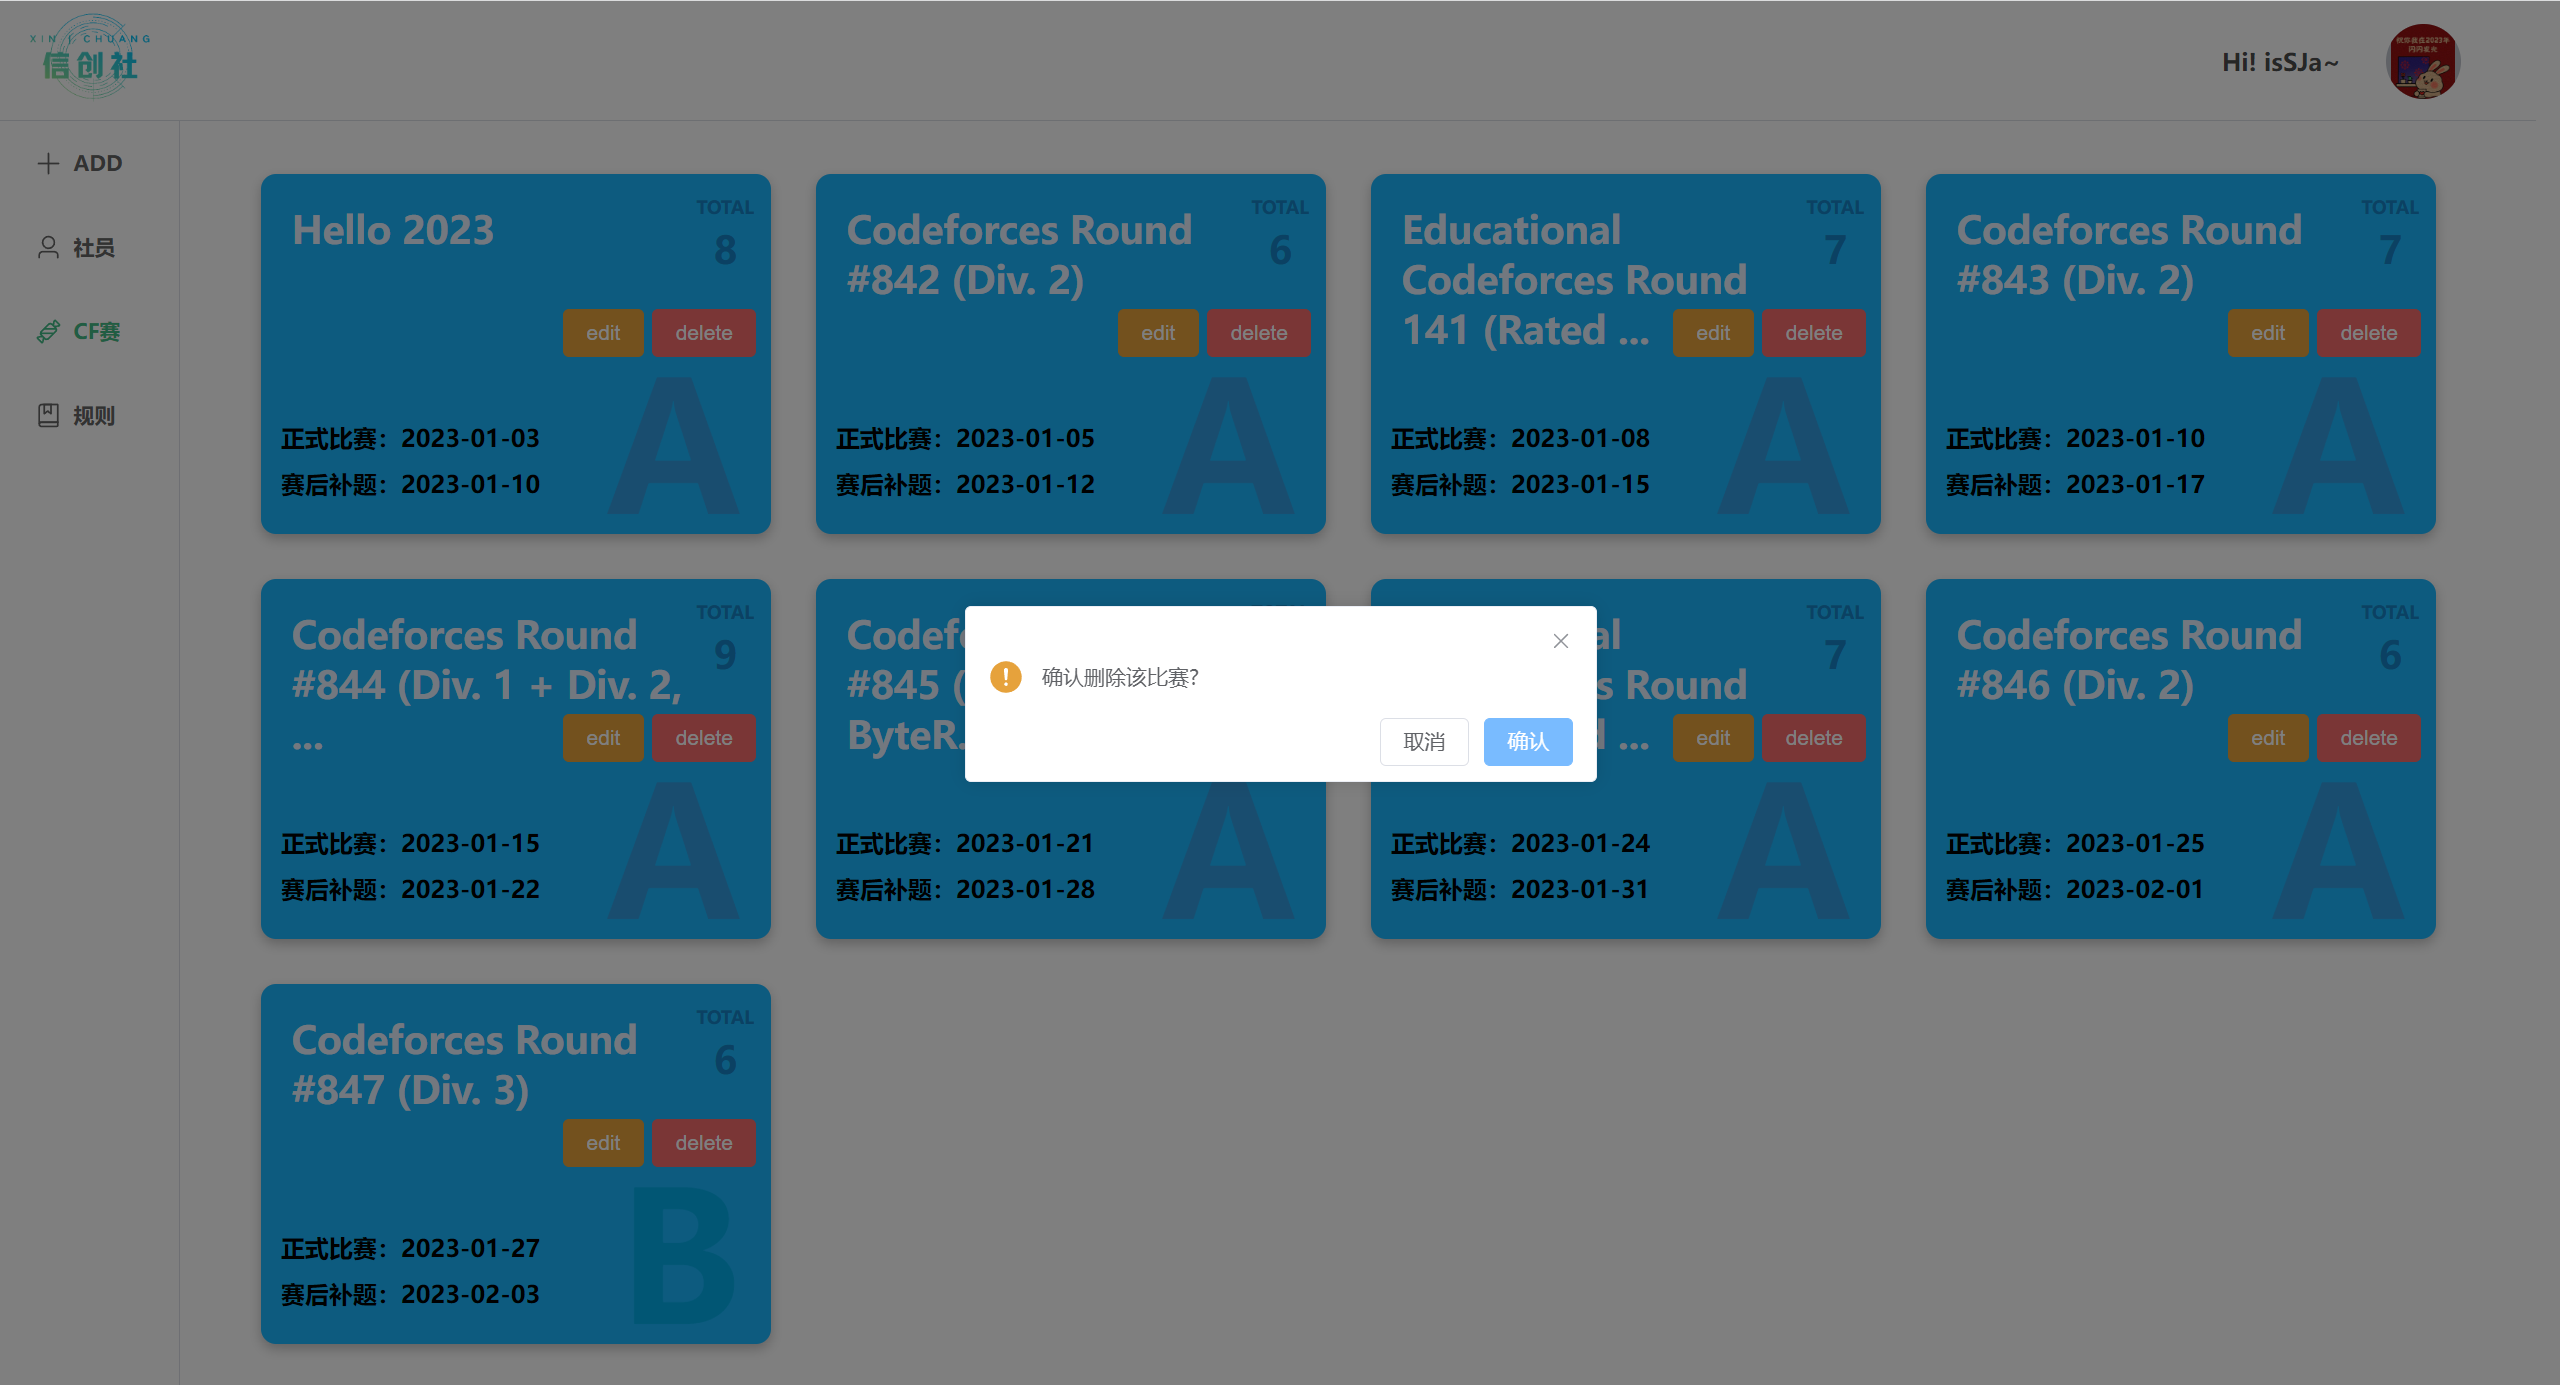 XIN | CHUANG
信创社
Hi! isSJa~
ADD
社员
CF赛
规则
Hello 2023
TOTAL
8
edit
delete
A
正式比赛：2023-01-03
赛后补题：2023-01-10
Codeforces Round
#842 (Div. 2)
TOTAL
6
edit
delete
A
正式比赛：2023-01-05
赛后补题：2023-01-12
Educational
Codeforces Round
141 (Rated ...
TOTAL
7
edit
delete
A
正式比赛：2023-01-08
赛后补题：2023-01-15
Codeforces Round
#843 (Div. 2)
TOTAL
7
edit
delete
A
正式比赛：2023-01-10
赛后补题：2023-01-17
Codeforces Round
#844 (Div. 1 + Div. 2,
...
TOTAL
9
edit
delete
A
正式比赛：2023-01-15
赛后补题：2023-01-22
#845 (
ByteR.
A
正式比赛：2023-01-21
赛后补题：2023-01-28
确认删除该比赛?
取消
确认
al
s Round
d ...
TOTAL
7
edit
delete
A
正式比赛：2023-01-24
赛后补题：2023-01-31
Codeforces Round
#846 (Div. 2)
TOTAL
6
edit
delete
A
正式比赛：2023-01-25
赛后补题：2023-02-01
Codeforces Round
#847 (Div. 3)
TOTAL
6
edit
delete
B
正式比赛：2023-01-27
赛后补题：2023-02-03